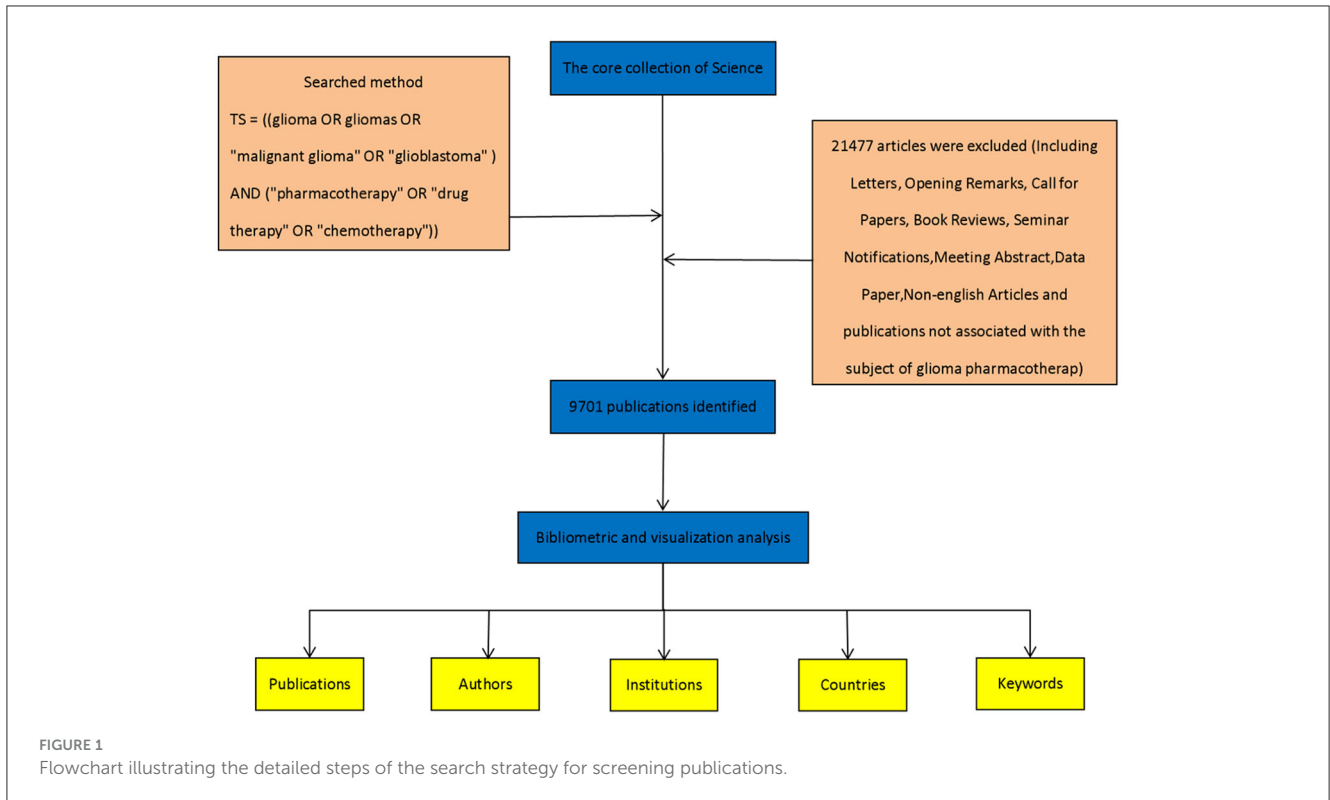 The core collection of Science
Searched method
TS = ((glioma OR gliomas OR
"malignant glioma" OR "glioblastoma" )
AND ("pharmacotherapy" OR "drug
therapy" OR "chemotherapy"))
21477 articles were excluded (Including
Letters, Opening Remarks, Call for
Papers, Book Reviews, Seminar
Notifications,Meeting Abstract,Data
Paper,Non-english Articles and
publications not associated with the
subject of glioma pharmacotherap)
9701 publications identified
Bibliometric and visualization analysis
Publications
Authors
Institutions
Countries
Keywords
FIGURE 1
Flowchart illustrating the detailed steps of the search strategy for screening publications.